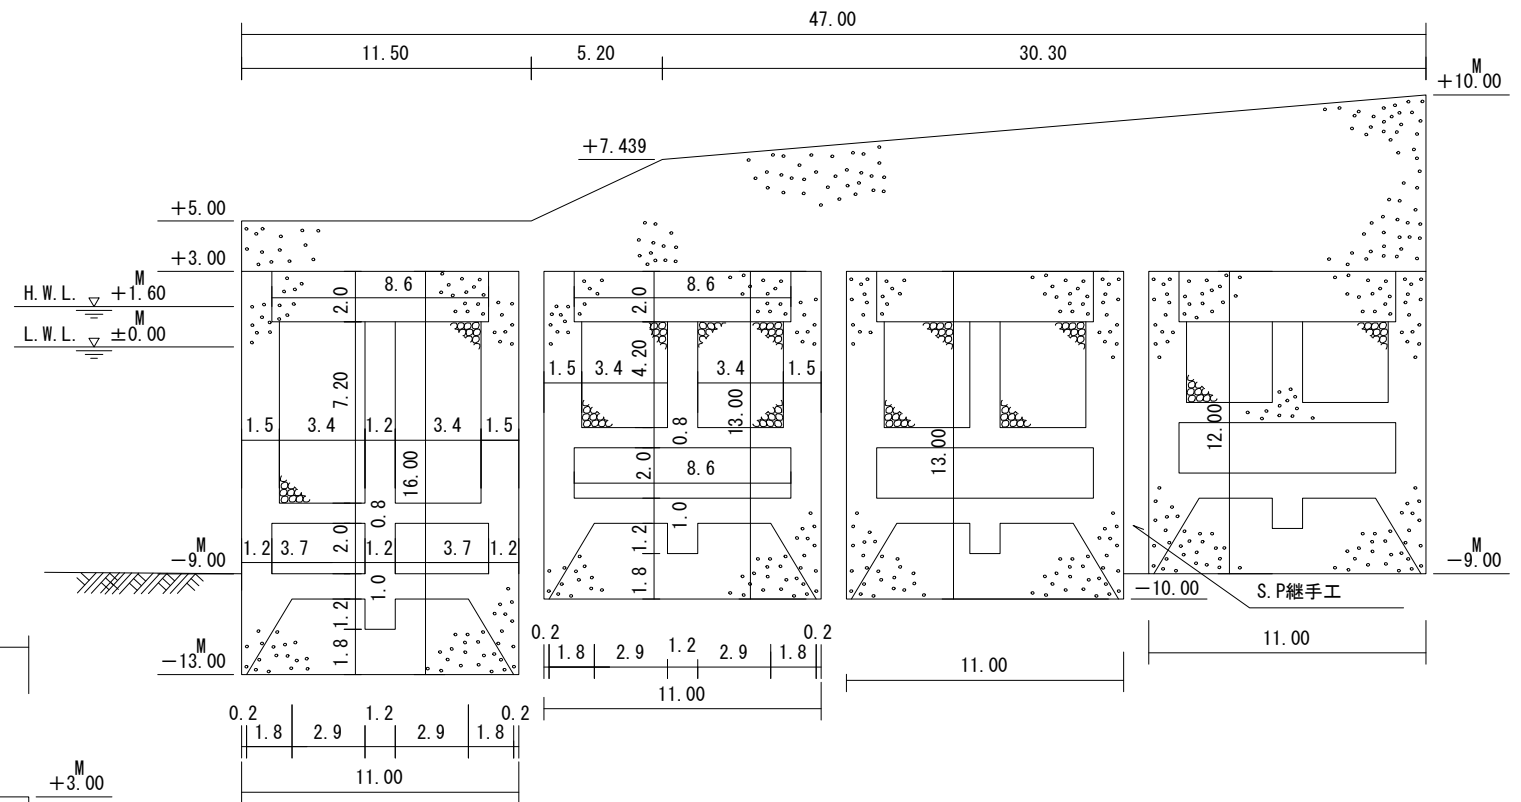 47.00
11.50 5.20 30.30
M
+10.00
+7.439
+5.00
+3.00
H.W.L. M +1.60
L.W.L. M ±0.00
8.6 8.6
2.0 2.0
7.20 4.20
1.5 3.4 1.2 3.4 1.5
1.5 3.4 3.4 1.5
16.00 13.00 13.00 12.00
0.8 0.8
2.0 2.0
8.6
1.2 3.7 1.2 3.7 1.2
1.0 1.0
1.2 1.2
1.8 1.8
M
-9.00
M
-9.00
-10.00
S.P継手工
M
-13.00
0.2 1.2 0.2
1.8 2.9 2.9 1.8
11.00
0.2 1.2 0.2
1.8 2.9 2.9 1.8
11.00
11.00
11.00
M
+3.00